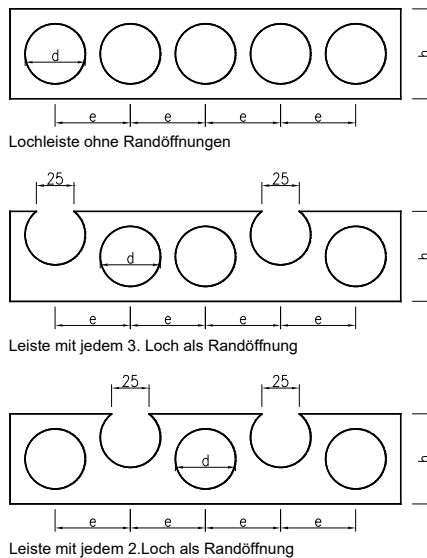 d
h
e e e e
Lochleiste ohne Randöffnungen
25 25
d
h
e e e e
Leiste mit jedem 3. Loch als Randöffnung
25 25
d
h
e e e e
Leiste mit jedem 2.Loch als Randöffnung